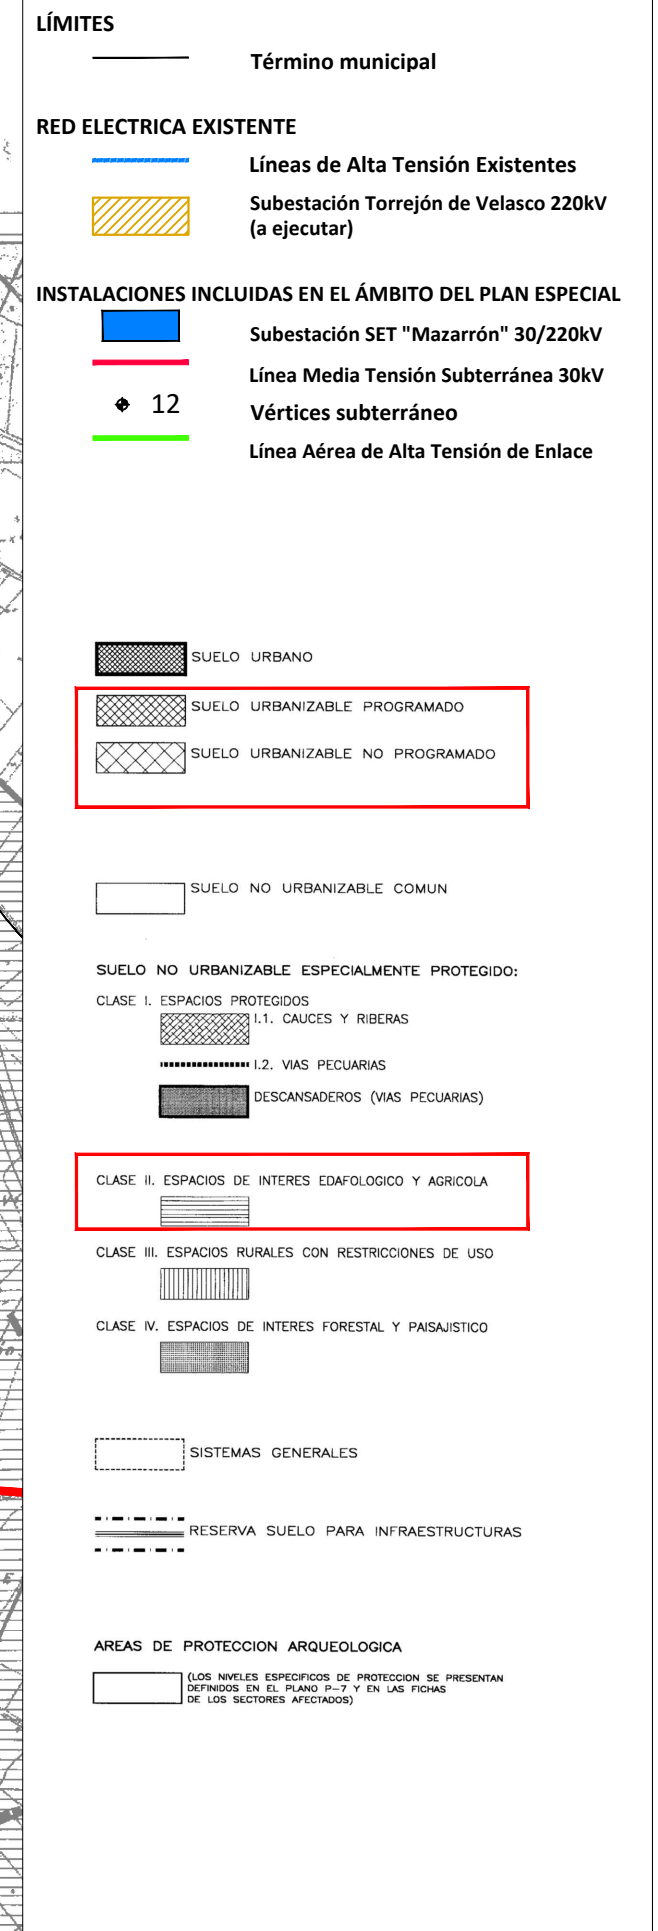 LÍMITES
Término municipal
RED ELECTRICA EXISTENTE
Líneas de Alta Tensión Existentes
Subestación Torrejón de Velasco 220kV
(a ejecutar)
INSTALACIONES INCLUIDAS EN EL ÁMBITO DEL PLAN ESPECIAL
Subestación SET "Mazarrón" 30/220kV
Línea Media Tensión Subterránea 30kV
12 Vértices subterráneo
Línea Aérea de Alta Tensión de Enlace
SUELO URBANO
SUELO URBANIZABLE PROGRAMADO
SUELO URBANIZABLE NO PROGRAMADO
SUELO NO URBANIZABLE COMUN
SUELO NO URBANIZABLE ESPECIALMENTE PROTEGIDO:
CLASE I. ESPACIOS PROTEGIDOS
I.1. CAUCES Y RIBERAS
I.2. VIAS PECUARIAS
DESCANSADEROS (VIAS PECUARIAS)
CLASE II. ESPACIOS DE INTERES EDAFOLOGICO Y AGRICOLA
CLASE III. ESPACIOS RURALES CON RESTRICCIONES DE USO
CLASE IV. ESPACIOS DE INTERES FORESTAL Y PAISAJISTICO
SISTEMAS GENERALES
RESERVA SUELO PARA INFRAESTRUCTURAS
AREAS DE PROTECCION ARQUEOLOGICA
(LOS NIVELES ESPECIFICOS DE PROTECCION SE PRESENTAN
DEFINIDOS EN EL PLANO P-7 Y EN LAS FICHAS
DE LOS SECTORES AFECTADOS)